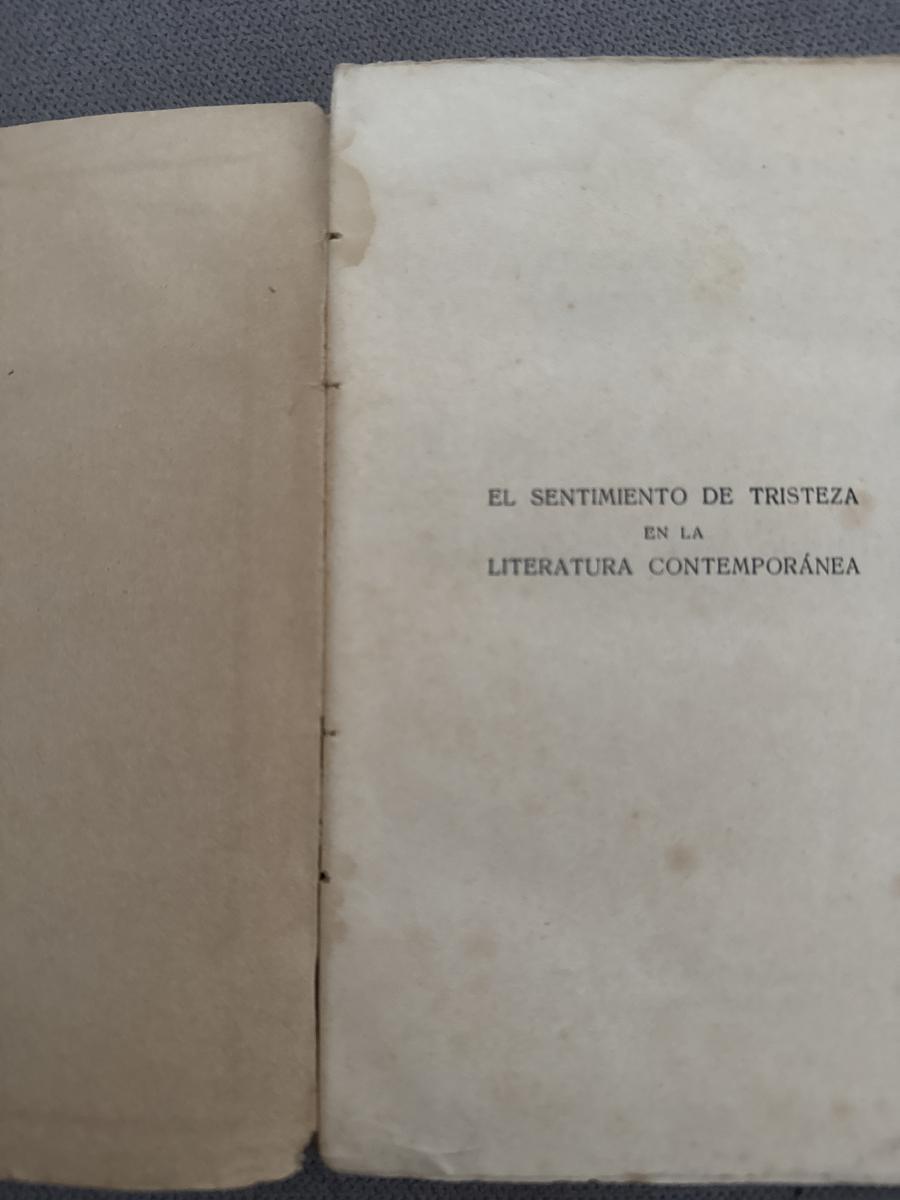 EL SENTIMIENTO DE TRISTEZA
EN LA
LITERATURA CONTEMPORÁNEA